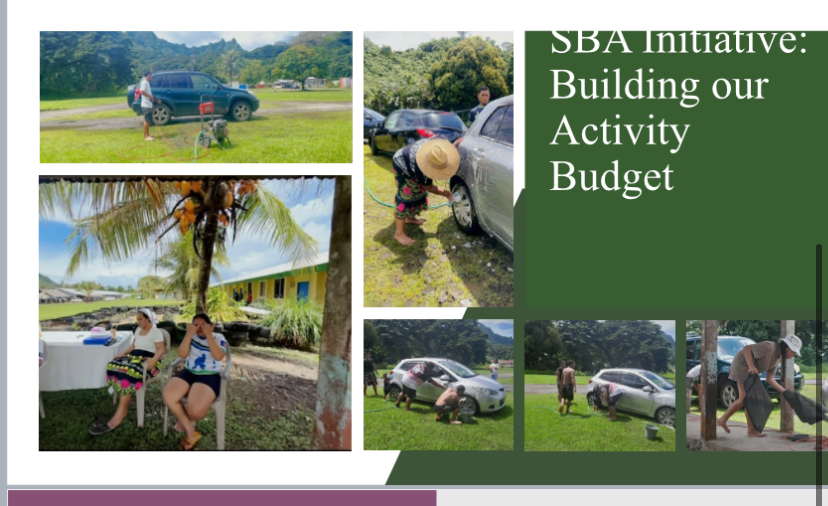 SBA Initiative:
Building our
Activity
Budget